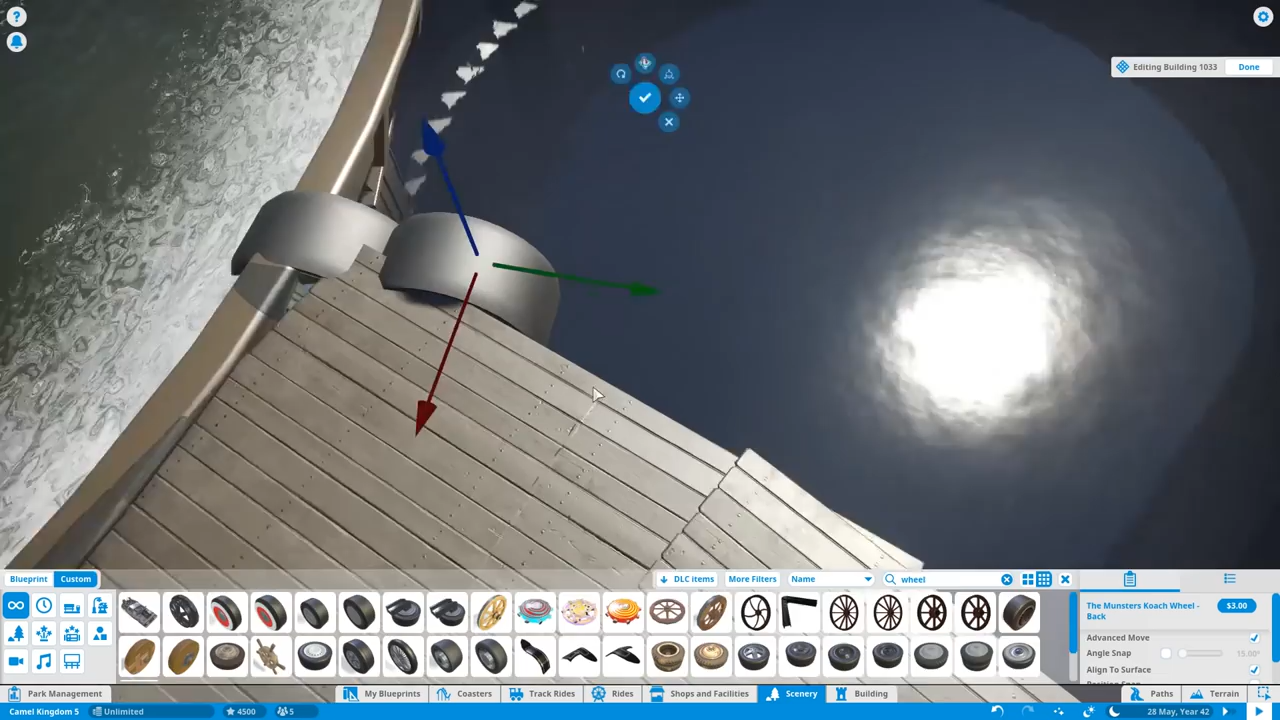 ?
Editing Building 1033 Done
Blueprint Custom DLC items More Filters Name wheel
The Munsters Koach Wheel - Back $3.00
Advanced Move
Angle Snap 15.00°
Align To Surface
Park Management My Blueprints Coasters Track Rides Rides Shops and Facilities Scenery Building Paths Terrain
Camel Kingdom 5 Unlimited 4500 5 28 May, Year 42